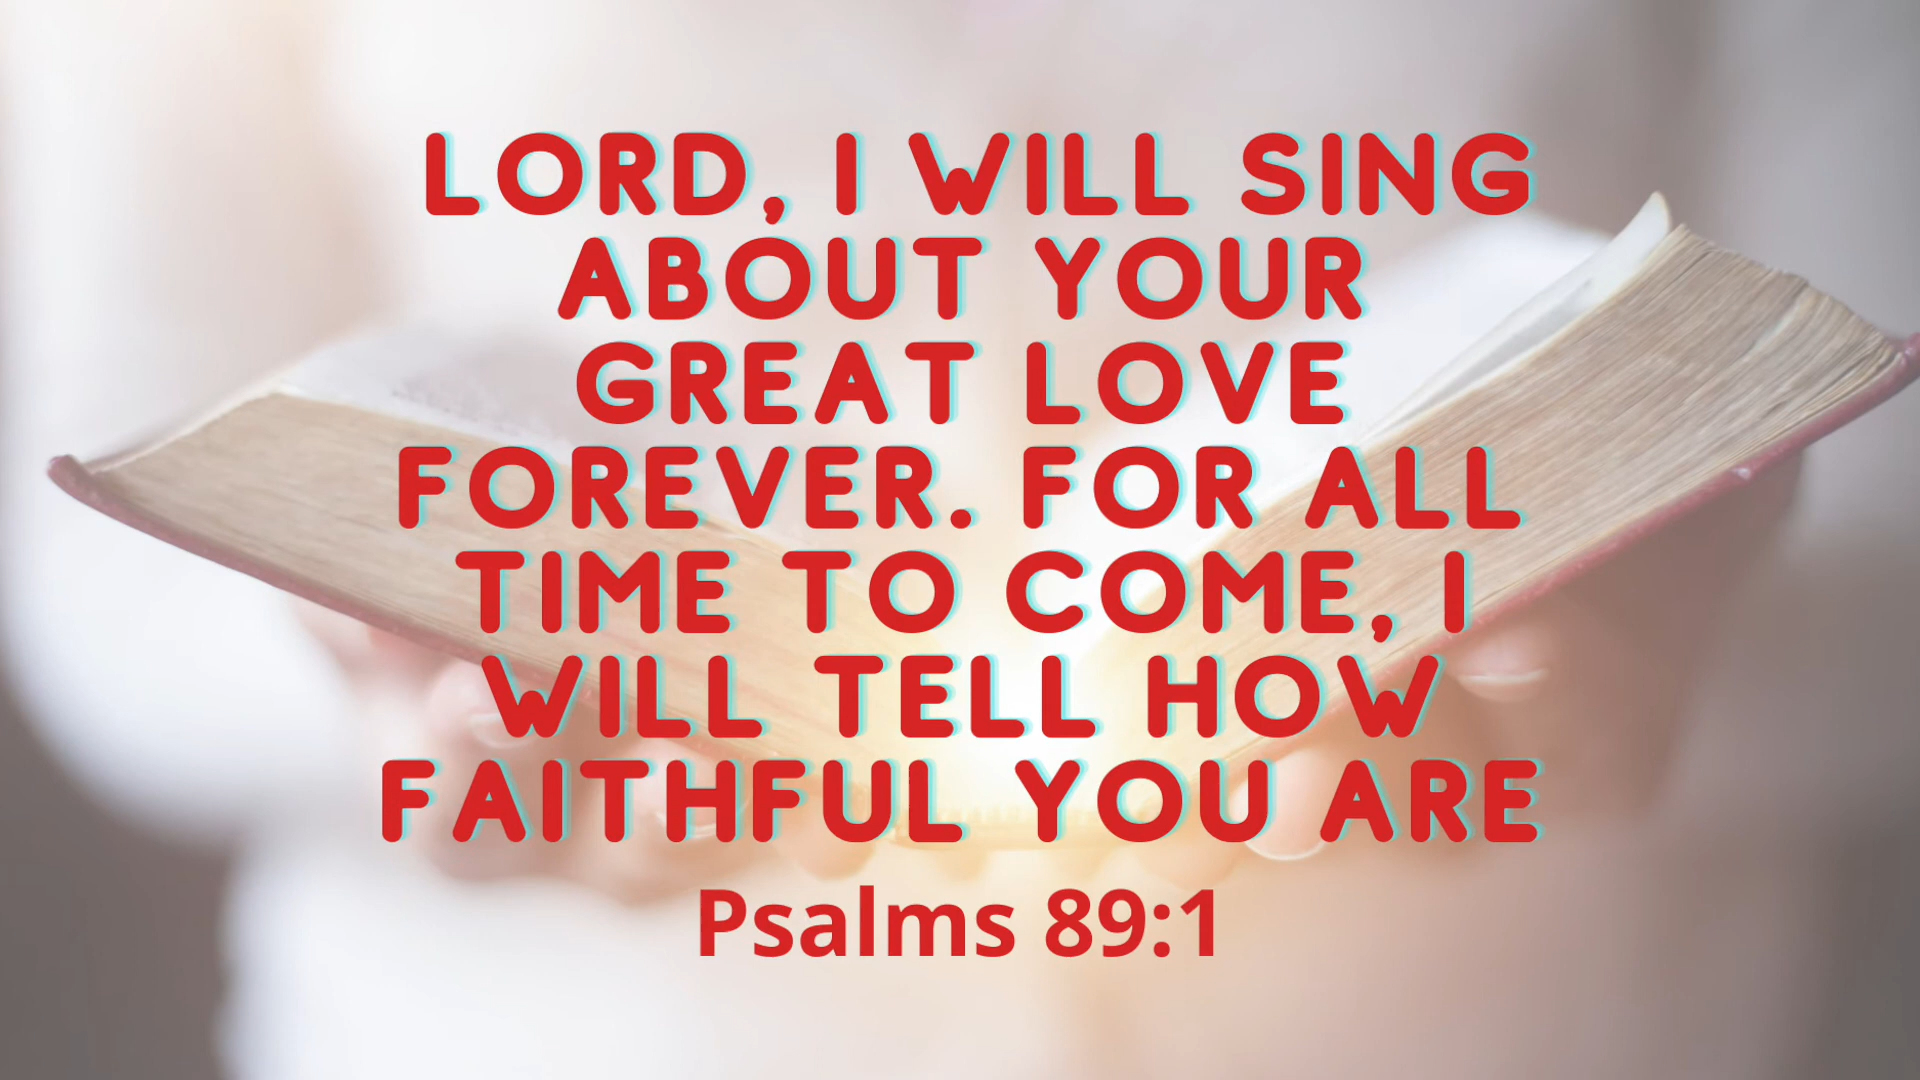 LORD, I WILL SING
ABOUT YOUR
GREAT LOVE
FOREVER. FOR ALL
TIME TO COME, I
WILL TELL HOW
FAITHFUL YOU ARE
Psalms 89:1